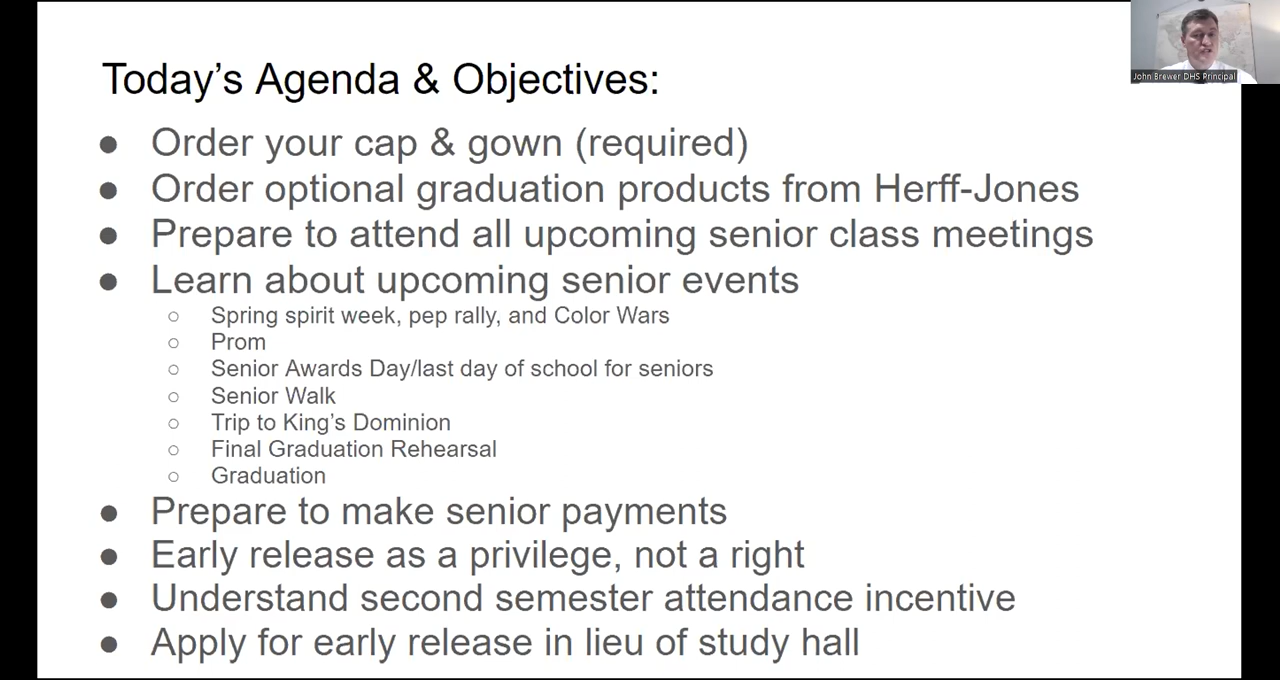 Today's Agenda & Objectives:
● Order your cap & gown (required)
● Order optional graduation products from Herff-Jones
● Prepare to attend all upcoming senior class meetings
● Learn about upcoming senior events
○ Spring spirit week, pep rally, and Color Wars
○ Prom
○ Senior Awards Day/last day of school for seniors
○ Senior Walk
○ Trip to King's Dominion
○ Final Graduation Rehearsal
○ Graduation
● Prepare to make senior payments
● Early release as a privilege, not a right
● Understand second semester attendance incentive
● Apply for early release in lieu of study hall
John Brewer DHS Principal